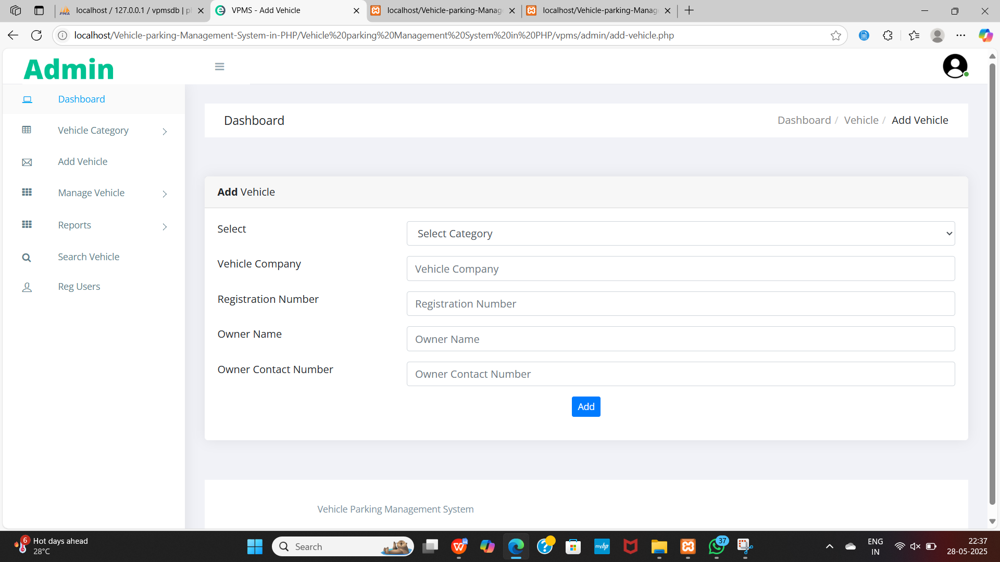 PMA
localhost / 127.0.0.1 / vpmsdb | pl
VPMS - Add Vehicle
localhost/Vehicle-parking-Manag
localhost/Vehicle-parking-Manag
localhost/Vehicle-parking-Management-System-in-PHP/Vehicle%20parking%20Management%20System%20in%20PHP/vpms/admin/add-vehicle.php
Admin
Dashboard
Vehicle Category
Add Vehicle
Manage Vehicle
Reports
Search Vehicle
Reg Users
Dashboard
Dashboard / Vehicle / Add Vehicle
Add Vehicle
Select
Select Category
Vehicle Company
Vehicle Company
Registration Number
Registration Number
Owner Name
Owner Name
Owner Contact Number
Owner Contact Number
Add
Vehicle Parking Management System
6
Hot days ahead
28°C
Search
W
?
myhp
37
ENG
IN
22:37
28-05-2025